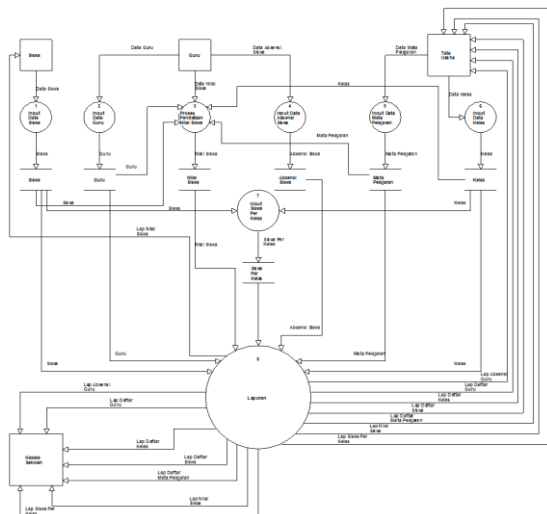 Data Guru
Data Absensi
Siswa
Siswa
Guru
Data Mata
Pelajaran
Tata
Usaha
Data Siswa
Data Nilai
Siswa
Kelas
Data Kelas
1
Input
Data
Siswa
2
Input
Data
Guru
3
Proses
Pendataan
Nilai Siswa
4
Input Data
Absensi
Siswa
5
Input Data
Mata
Pelajaran
6
Input
Data
Kelas
Mata Pelajaran
Siswa
Guru
Guru
Nilai Siswa
Absensi Siswa
Mata Pelajaran
Kelas
Siswa
Guru
Nilai
Siswa
Absensi
Siswa
Mata
Pelajaran
Kelas
7
Input
Siswa
Per
Kelas
Siswa
Siswa
Kelas
Lap Nilai
Siswa
Nilai Siswa
Siswa Per
Kelas
Siswa
Per
Kelas
Absensi Siswa
Siswa
Guru
Mata Pelajaran
Kelas
8
Laporan
Lap Absensi
Guru
Lap Daftar
Guru
Lap Daftar
Kelas
Lap Daftar
Siswa
Lap Daftar
Mata Pelajaran
Lap Nilai
Siswa
Lap Siswa Per
Kelas
Lap Absensi
Guru
Lap Daftar
Guru
Lap Daftar
Kelas
Lap Daftar
Siswa
Lap Daftar
Mata Pelajaran
Lap Nilai
Siswa
Lap Siswa Per
Kelas
Kepala
Sekolah